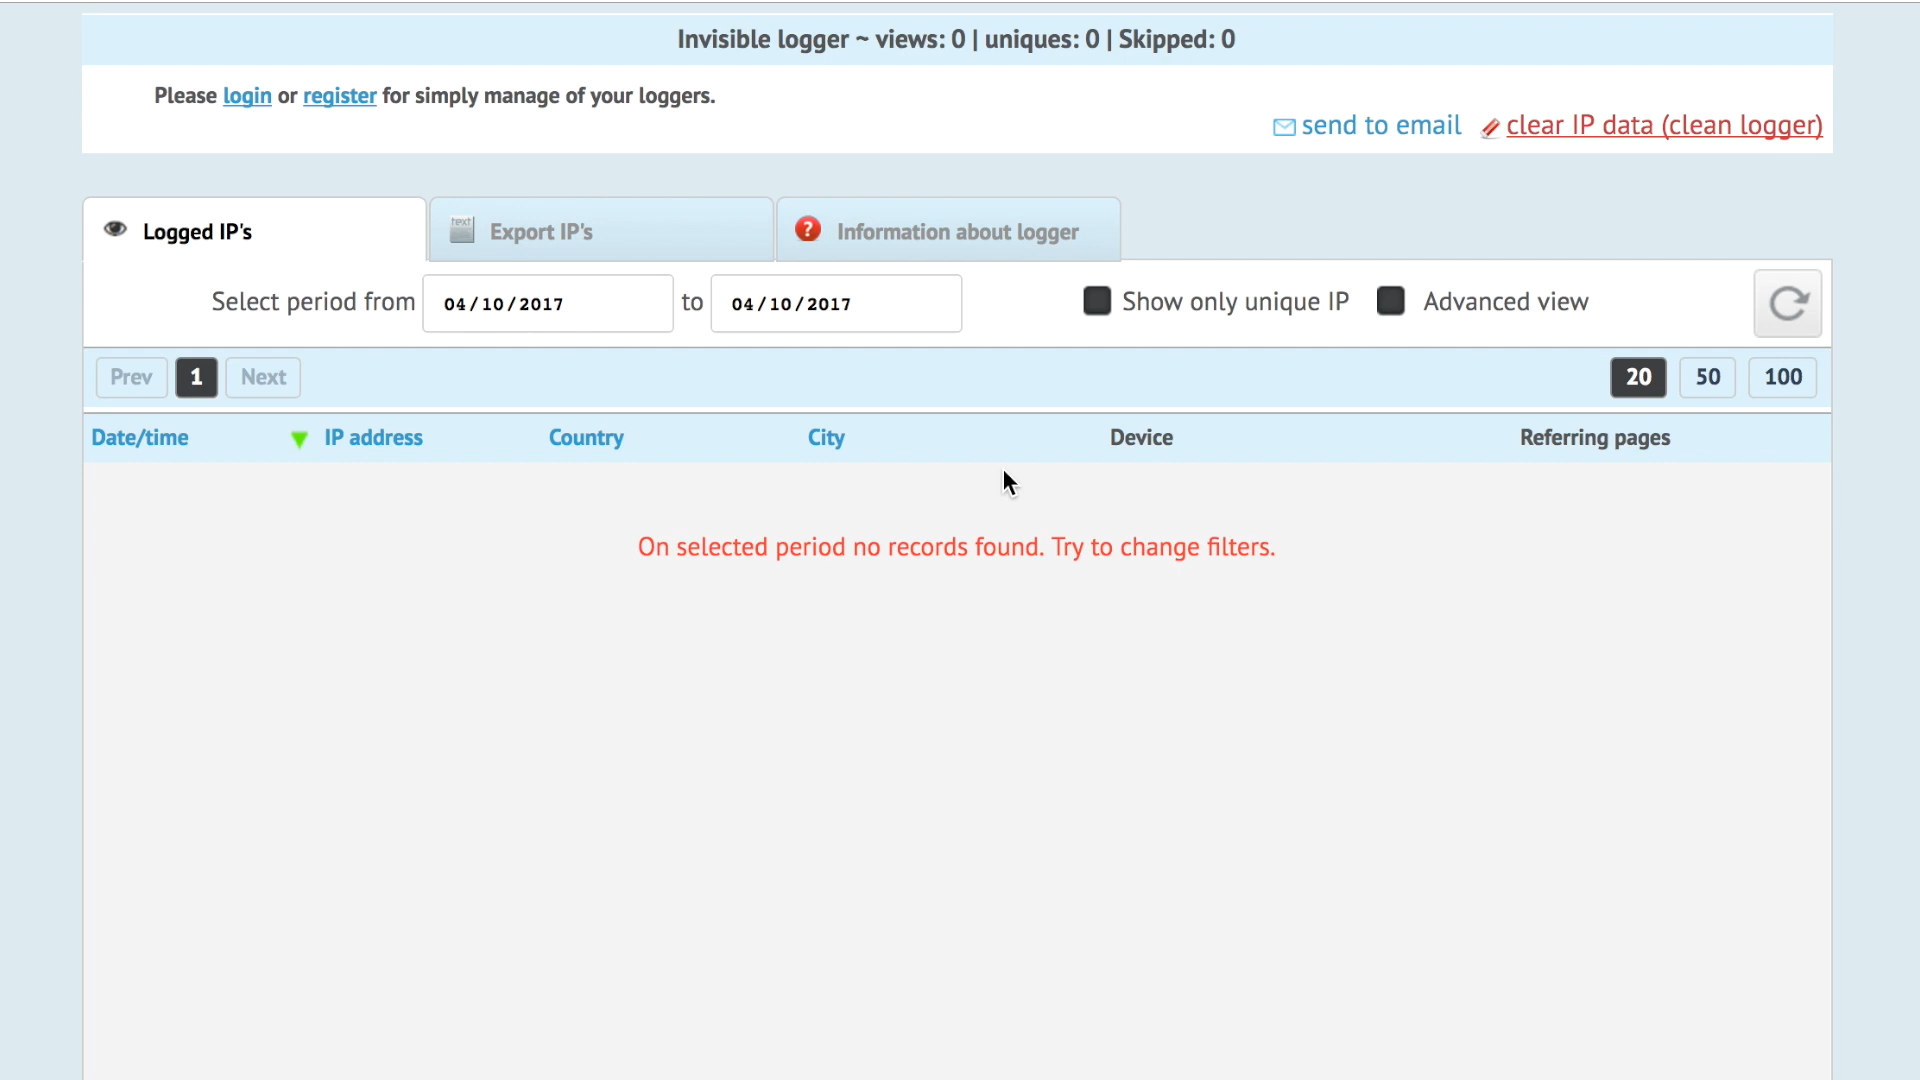 Invisible logger ~ views: 0 | uniques: 0 | Skipped: 0
Please login or register for simply manage of your loggers.
send to email clear IP data (clean logger)
Logged IP's Export IP's Information about logger
Select period from 04/10/2017 to 04/10/2017 Show only unique IP Advanced view
Prev 1 Next 20 50 100
Date/time IP address Country City Device Referring pages
On selected period no records found. Try to change filters.